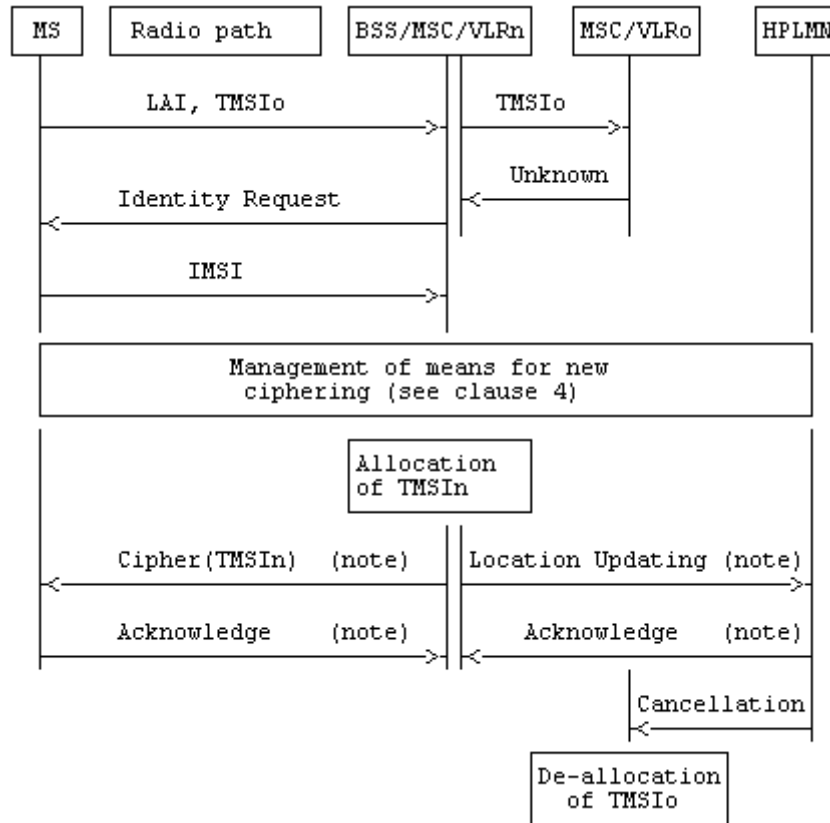 MS
Radio path
BSS/MSC/VLRn
MSC/VLRo
HPLMN
LAI, TMSIo
TMSIo
Unknown
Identity Request
IMSI
Management of means for new
ciphering (see clause 4)
Allocation
of TMSIn
Cipher(TMSIn) (note)
Location Updating (note)
Acknowledge (note)
Acknowledge (note)
Cancellation
De-allocation
of TMSIo